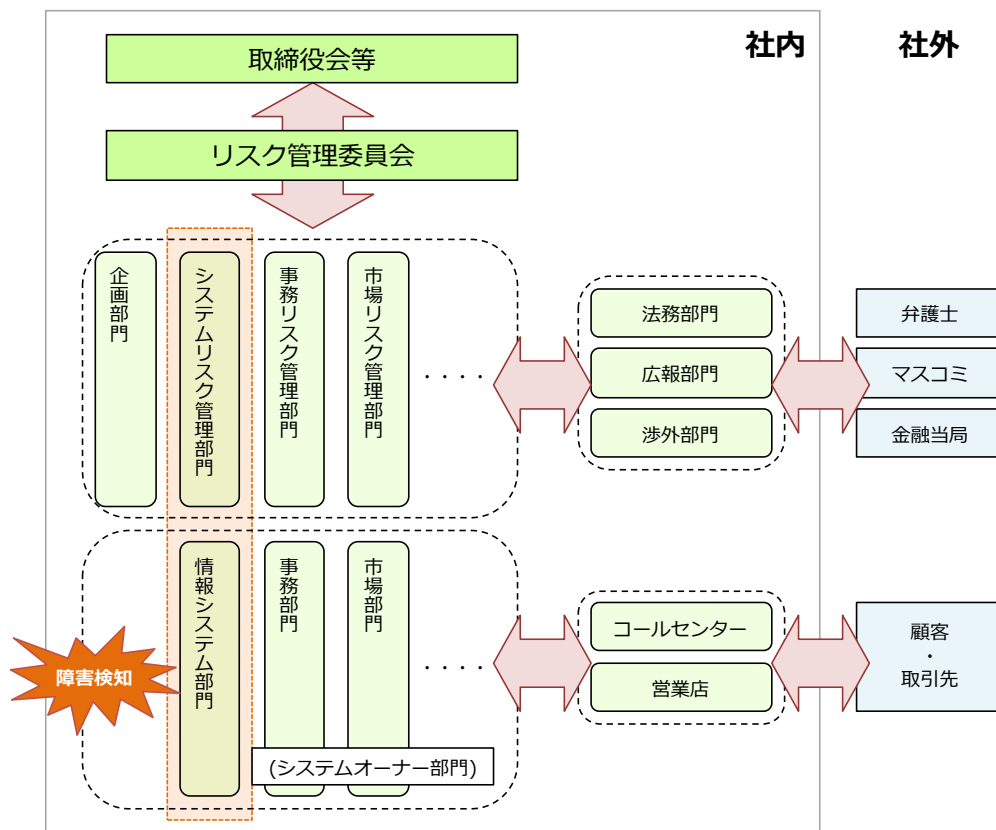 社内
社外
取締役会等
リスク管理委員会
企画部門
システムリスク管理部門
事務リスク管理部門
市場リスク管理部門
・・・・
法務部門
広報部門
渉外部門
弁護士
マスコミ
金融当局
障害検知
情報システム部門
事務部門
市場部門
・・・・
(システムオーナー部門)
コールセンター
営業店
顧客
・
取引先